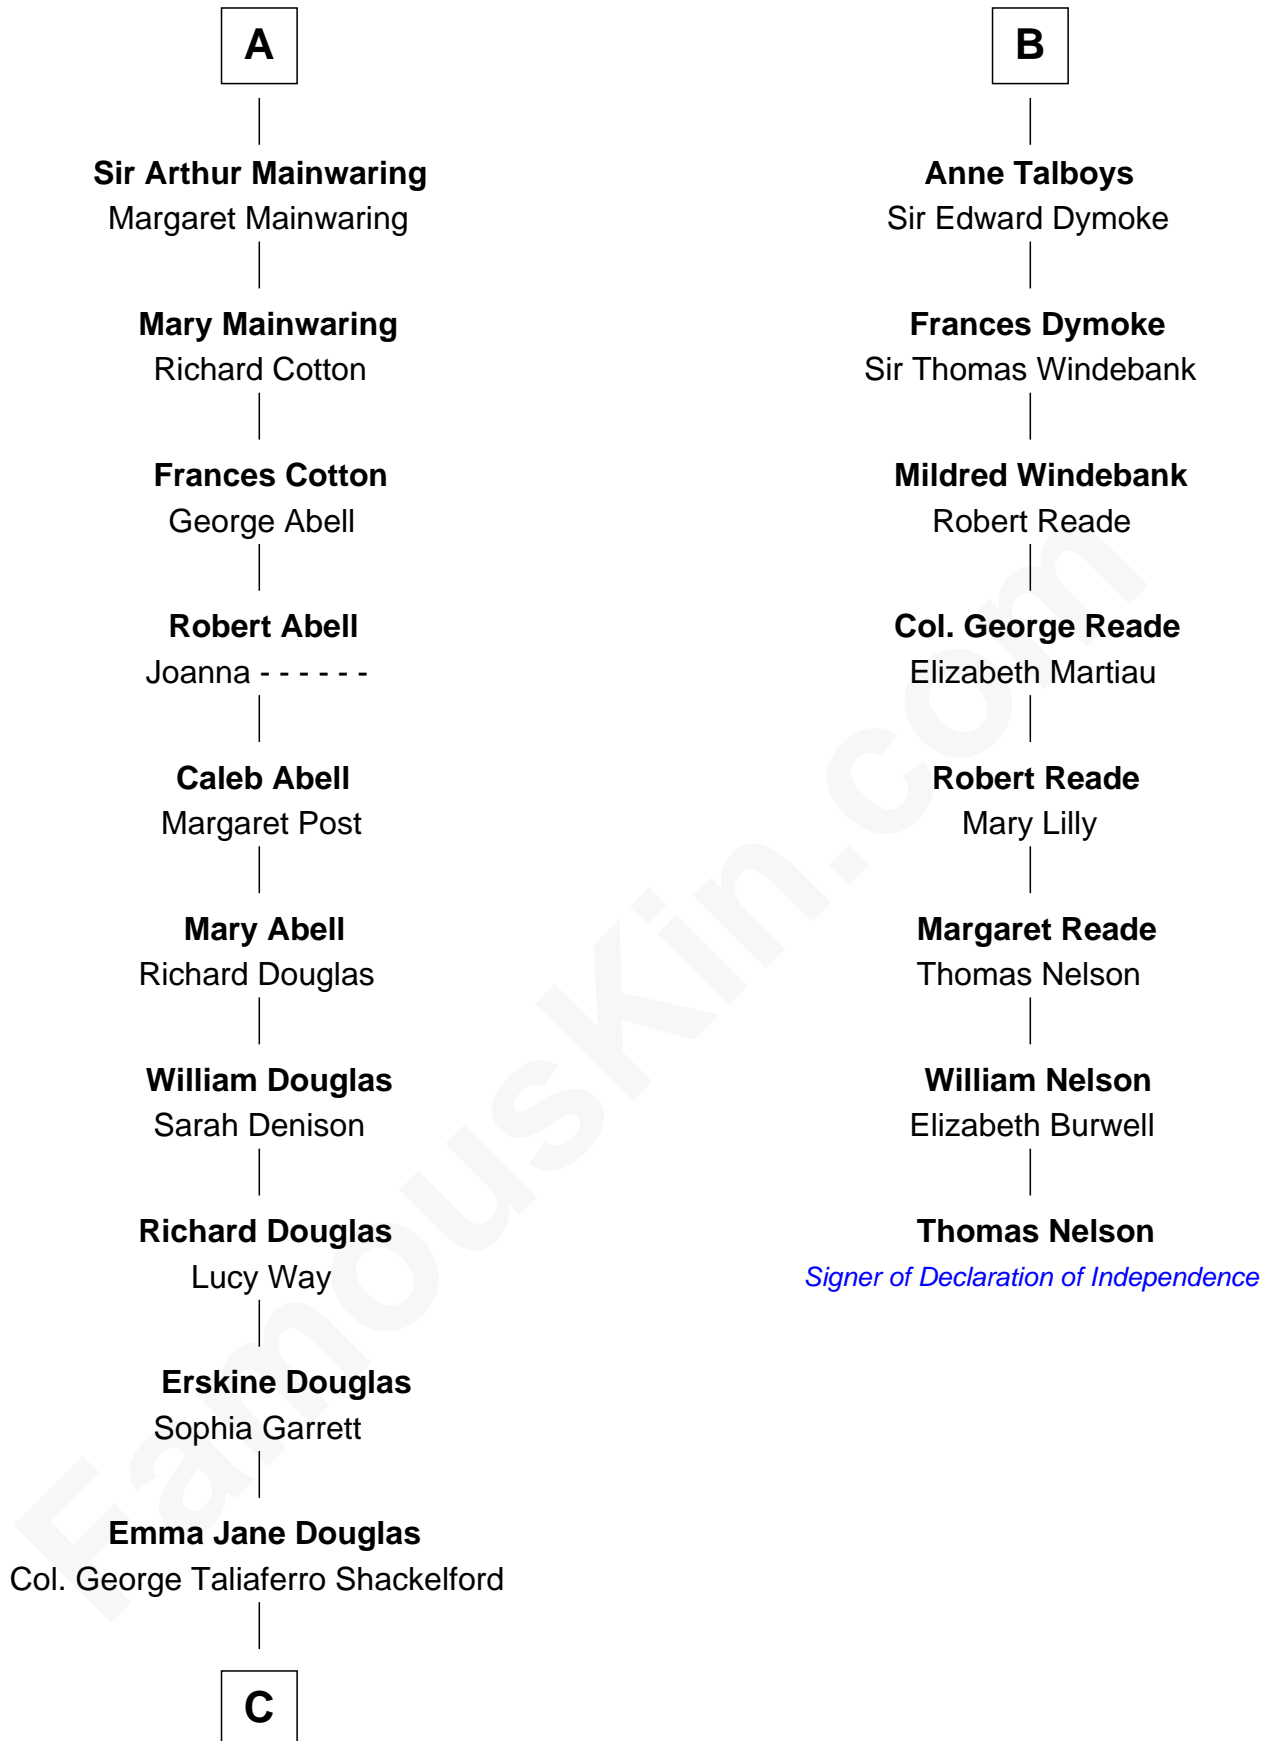 A
Sir Arthur Mainwaring
Margaret Mainwaring
Mary Mainwaring
Richard Cotton
Frances Cotton
George Abell
Robert Abell
Joanna - - - - - -
Caleb Abell
Margaret Post
Mary Abell
Richard Douglas
William Douglas
Sarah Denison
Richard Douglas
Lucy Way
Erskine Douglas
Sophia Garrett
Emma Jane Douglas
Col. George Taliaferro Shackelford
C
B
Anne Talboys
Sir Edward Dymoke
Frances Dymoke
Sir Thomas Windebank
Mildred Windebank
Robert Reade
Col. George Reade
Elizabeth Martiau
Robert Reade
Mary Lilly
Margaret Reade
Thomas Nelson
William Nelson
Elizabeth Burwell
Thomas Nelson
Signer of Declaration of Independence
FamousKin.com